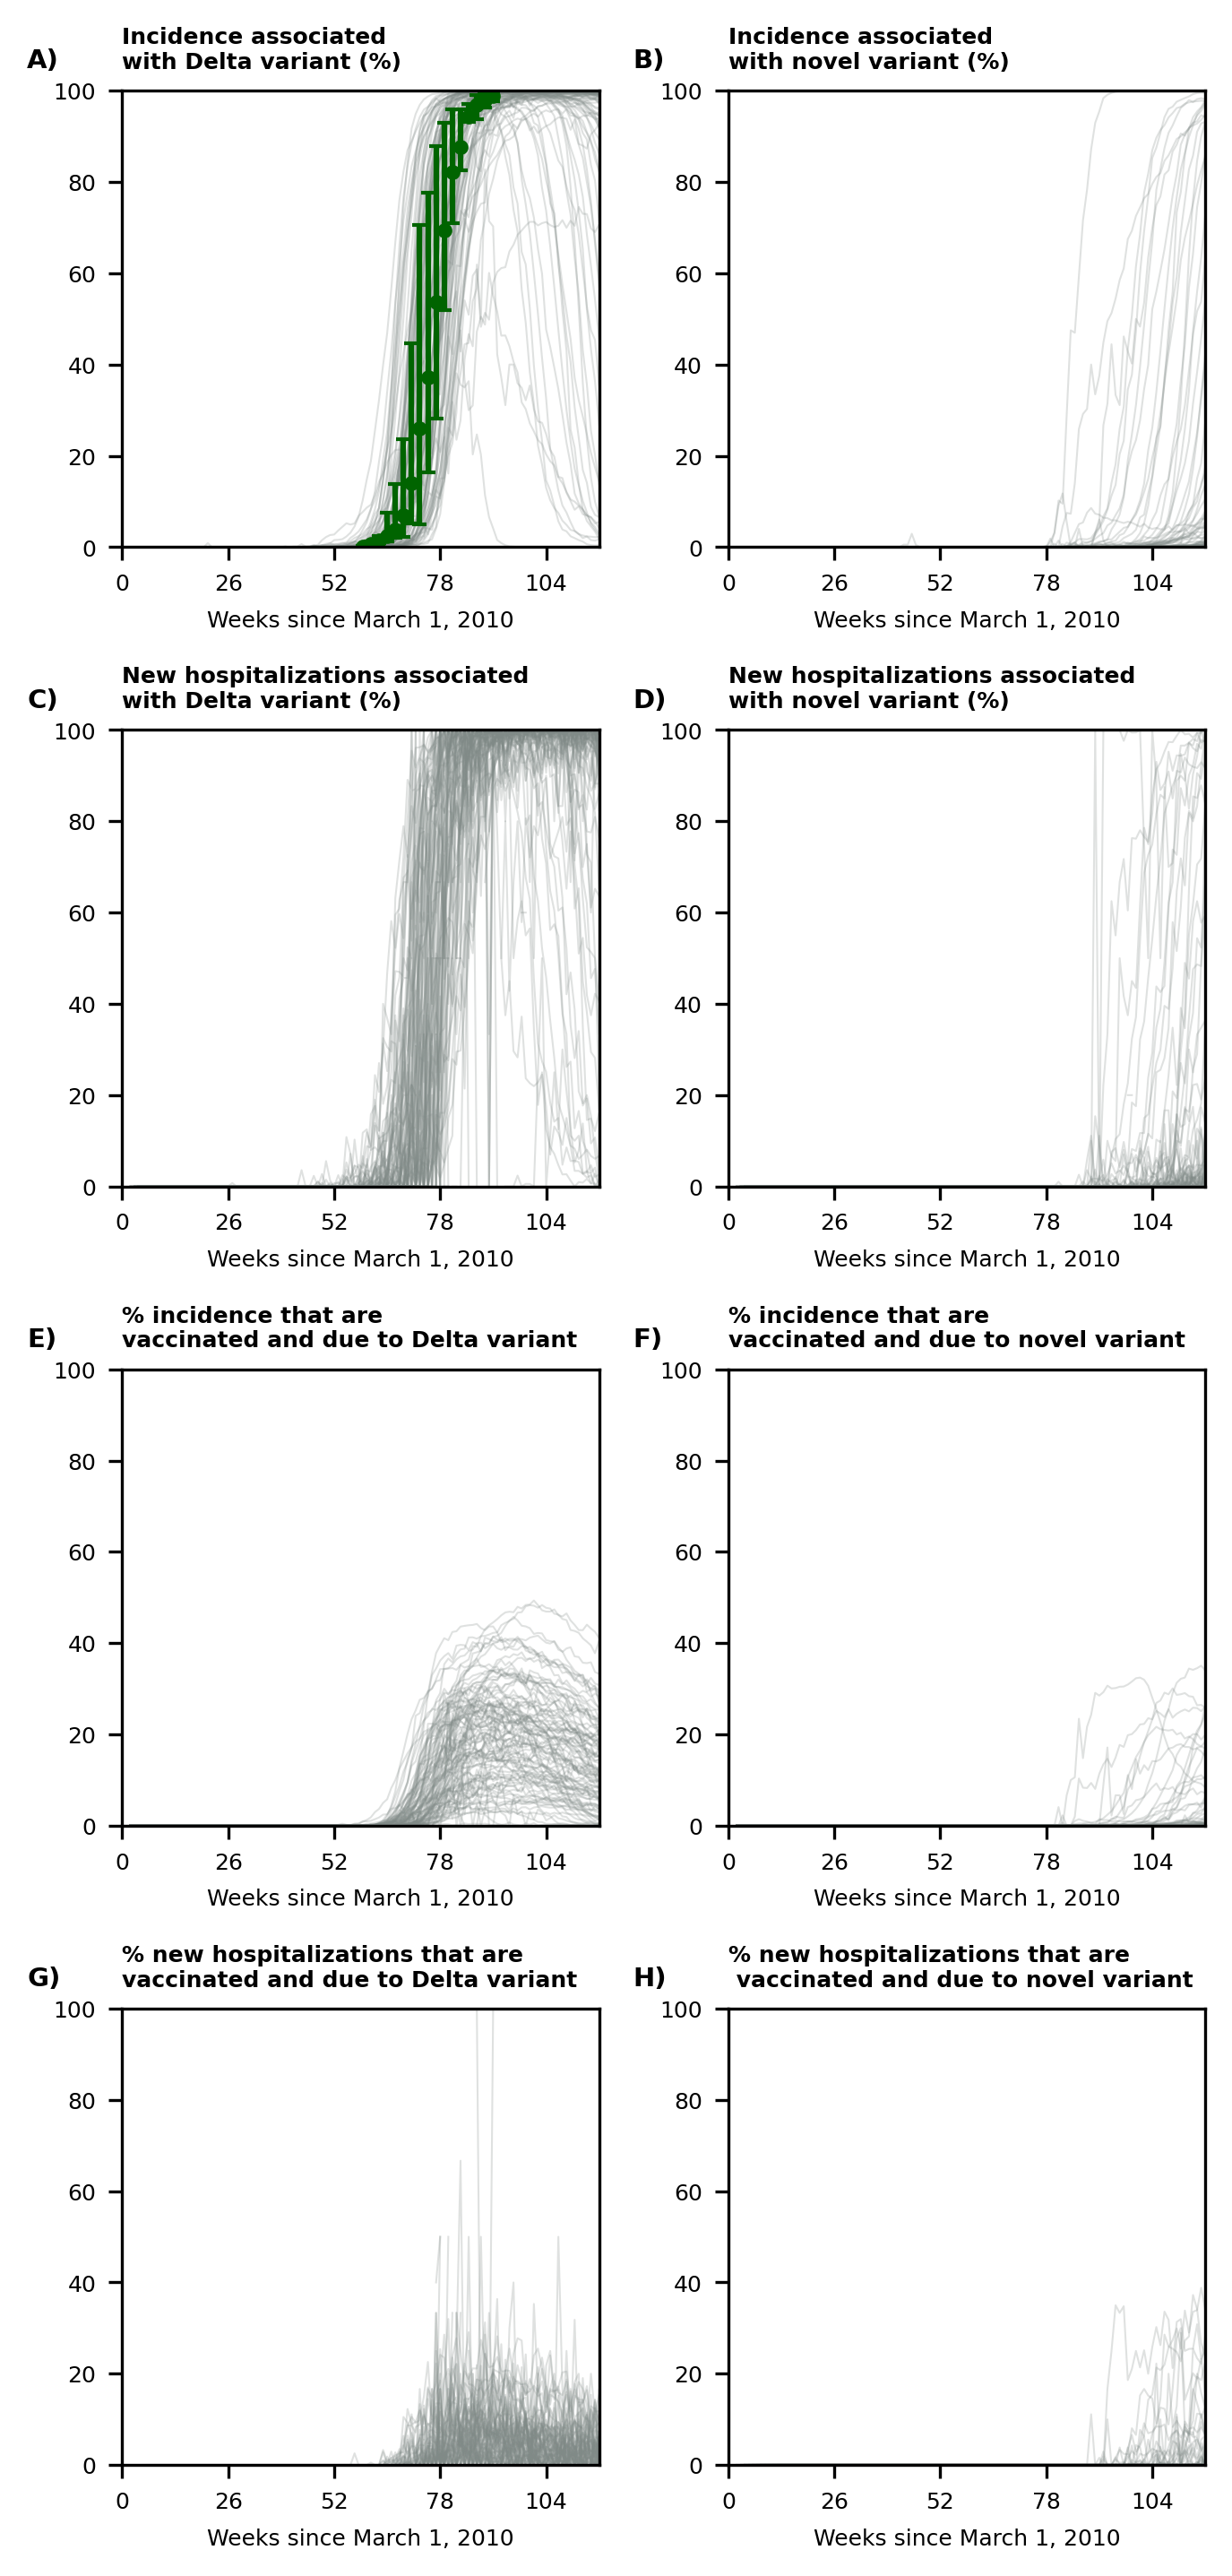 A)
Incidence associated
with Delta variant (%)
100
80
60
40
20
0
0 26 52 78 104
Weeks since March 1, 2010
B)
Incidence associated
with novel variant (%)
100
80
60
40
20
0
0 26 52 78 104
Weeks since March 1, 2010
C)
New hospitalizations associated
with Delta variant (%)
100
80
60
40
20
0
0 26 52 78 104
Weeks since March 1, 2010
D)
New hospitalizations associated
with novel variant (%)
100
80
60
40
20
0
0 26 52 78 104
Weeks since March 1, 2010
E)
% incidence that are
vaccinated and due to Delta variant
100
80
60
40
20
0
0 26 52 78 104
Weeks since March 1, 2010
F)
% incidence that are
vaccinated and due to novel variant
100
80
60
40
20
0
0 26 52 78 104
Weeks since March 1, 2010
G)
% new hospitalizations that are
vaccinated and due to Delta variant
100
80
60
40
20
0
0 26 52 78 104
Weeks since March 1, 2010
H)
% new hospitalizations that are
vaccinated and due to novel variant
100
80
60
40
20
0
0 26 52 78 104
Weeks since March 1, 2010